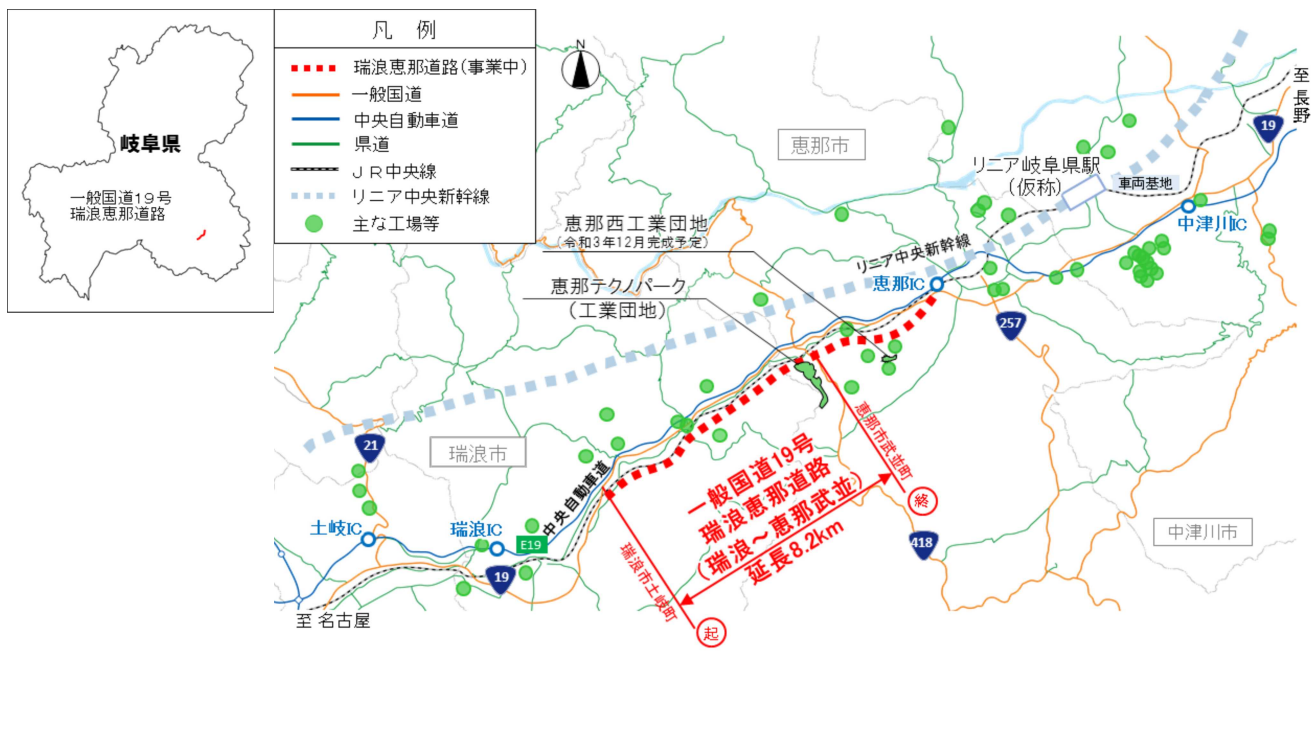 岐阜県
一般国道19号
瑞浪恵那道路
凡 例
瑞浪恵那道路(事業中)
一般国道
中央自動車道
県道
JR中央線
リニア中央新幹線
主な工場等
N
至 長野
19
恵那市
リニア岐阜県駅
(仮称)
車両基地
中津川IC
恵那西工業団地
(令和3年12月完成予定)
リニア中央新幹線
恵那IC
恵那テクノパーク
(工業団地)
257
恵那市武並町
終
一般国道19号
瑞浪恵那道路
(瑞浪~恵那武並)
延長8.2km
21
瑞浪市
中央自動車道
土岐IC
瑞浪IC
E19
19
瑞浪市土岐町
起
418
中津川市
至 名古屋